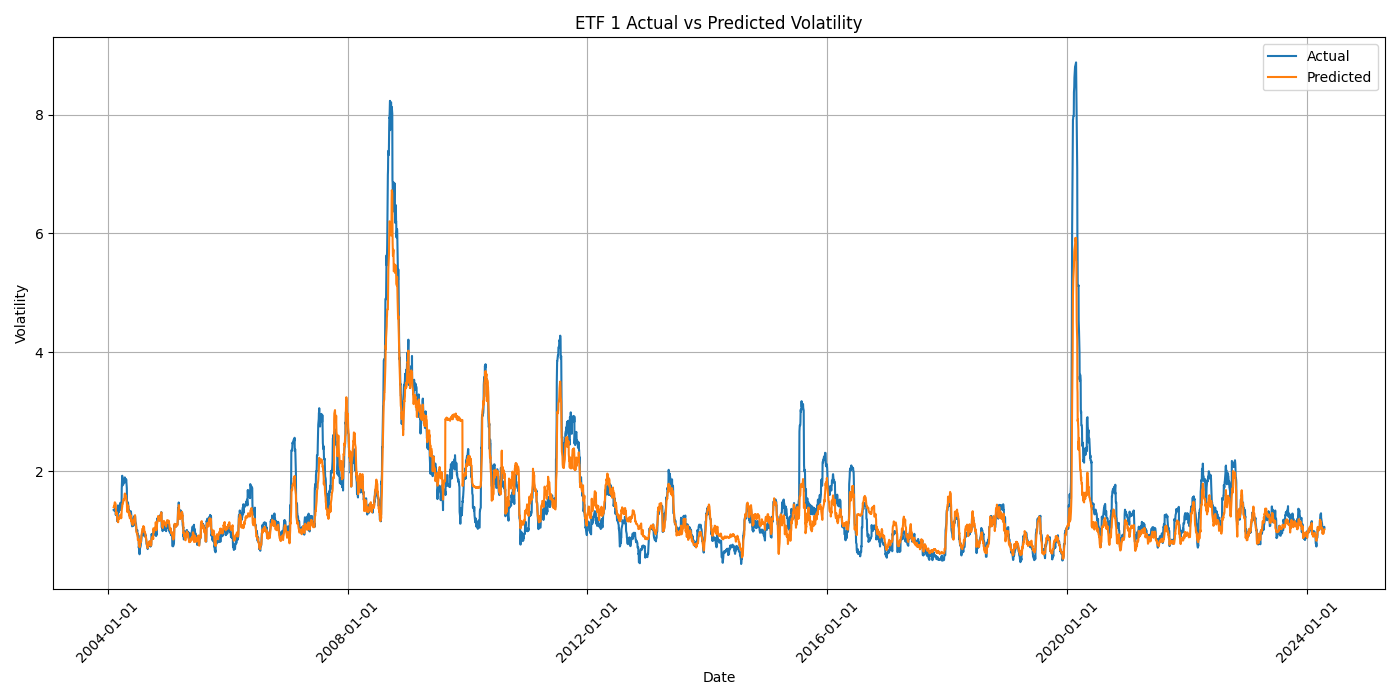 ETF 1 Actual vs Predicted Volatility
Actual
Predicted
Volatility
8
6
4
2
2004-01-01
2008-01-01
2012-01-01
2016-01-01
2020-01-01
2024-01-01
Date